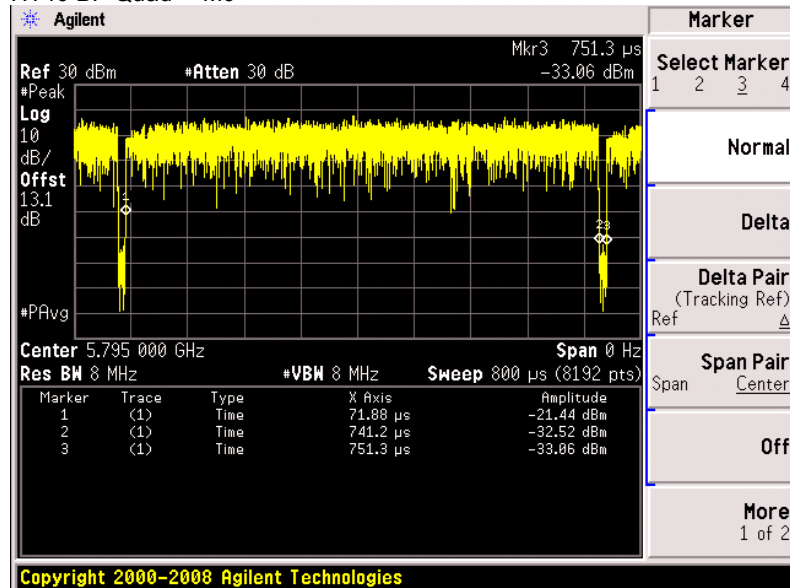 Agilent
Marker
Mkr3 751.3 µs
Ref 30 dBm #Atten 30 dB -33.06 dBm
#Peak
Log
10
dB/
Offst
13.1
dB
1
23
#PAvg
Center 5.795 000 GHz Span 0 Hz
Res BW 8 MHz #VBW 8 MHz Sweep 800 µs (8192 pts)
Marker Trace Type X Axis Amplitude
1 (1) Time 71.88 µs -21.44 dBm
2 (1) Time 741.2 µs -32.52 dBm
3 (1) Time 751.3 µs -33.06 dBm
Select Marker
1 2 3 4
Normal
Delta
Delta Pair
(Tracking Ref)
Ref Δ
Span Pair
Span Center
Off
More
1 of 2
Copyright 2000-2008 Agilent Technologies